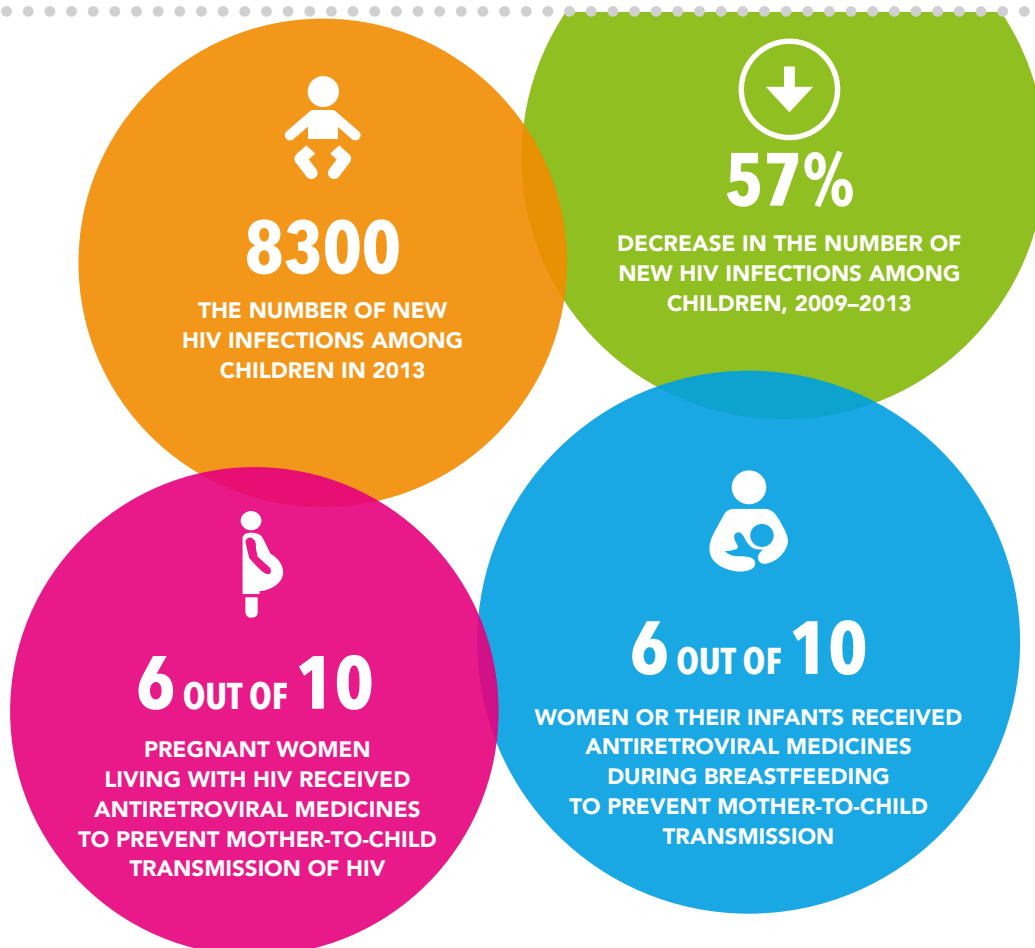 8300
THE NUMBER OF NEW
HIV INFECTIONS AMONG
CHILDREN IN 2013
57%
DECREASE IN THE NUMBER OF
NEW HIV INFECTIONS AMONG
CHILDREN, 2009–2013
6 OUT OF 10
PREGNANT WOMEN
LIVING WITH HIV RECEIVED
ANTIRETROVIRAL MEDICINES
TO PREVENT MOTHER-TO-CHILD
TRANSMISSION OF HIV
6 OUT OF 10
WOMEN OR THEIR INFANTS RECEIVED
ANTIRETROVIRAL MEDICINES
DURING BREASTFEEDING
TO PREVENT MOTHER-TO-CHILD
TRANSMISSION